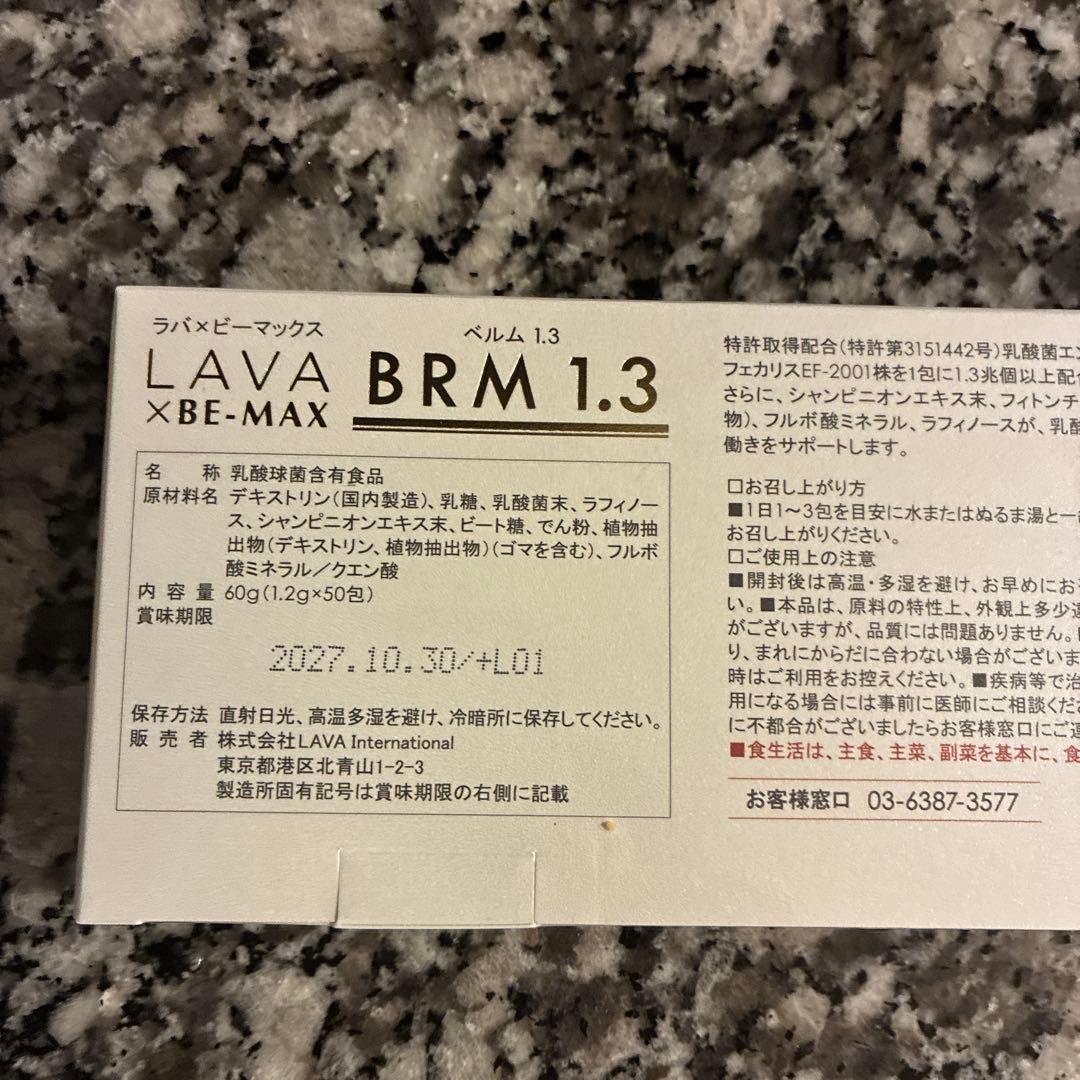 ラバ×ビーマックス
LAVA
×BE-MAX
ベルム 1.3
BRM 1.3
名 称 乳酸球菌含有食品
原材料名 デキストリン(国内製造)、乳糖、乳酸菌末、ラフィノー
ス、シャンピニオンエキス末、ビート糖、でん粉、植物抽
出物(デキストリン、植物抽出物)(ゴマを含む)、フルボ
酸ミネラル/クエン酸
内 容 量 60g(1.2g×50包)
賞味期限
2027.10.30/+L01
保存方法 直射日光、高温多湿を避け、冷暗所に保存してください。
販 売 者 株式会社LAVA International
東京都港区北青山1-2-3
製造所固有記号は賞味期限の右側に記載
特許取得配合(特許第3151442号)乳酸菌エン
フェカリスEF-2001株を1包に1.3兆個以上配合
さらに、シャンピニオンエキス末、フィトンチ
物)、フルボ酸ミネラル、ラフィノースが、乳酸
働きをサポートします。
□お召し上がり方
■1日1〜3包を目安に水またはぬるま湯と一
お召し上がりください。
□ご使用上の注意
■開封後は高温・多湿を避け、お早めにお
い。■本品は、原料の特性上、外観上多少
がございますが、品質には問題ありません。
り、まれにからだに合わない場合がございま
時はご利用をお控えください。■疾病等で治
用になる場合には事前に医師にご相談くだ
に不都合がございましたらお客様窓口にご連
■食生活は、主食、主菜、副菜を基本に、食
お客様窓口 03-6387-3577